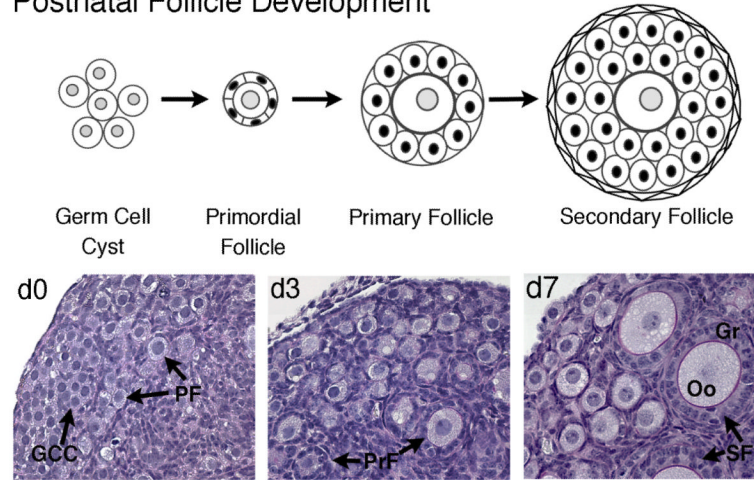 Postnatal Follicle Development
Germ Cell
Cyst
Primordial
Follicle
Primary Follicle
Secondary Follicle
d0
PF
GCC
d3
PrF
d7
Gr
Oo
SF